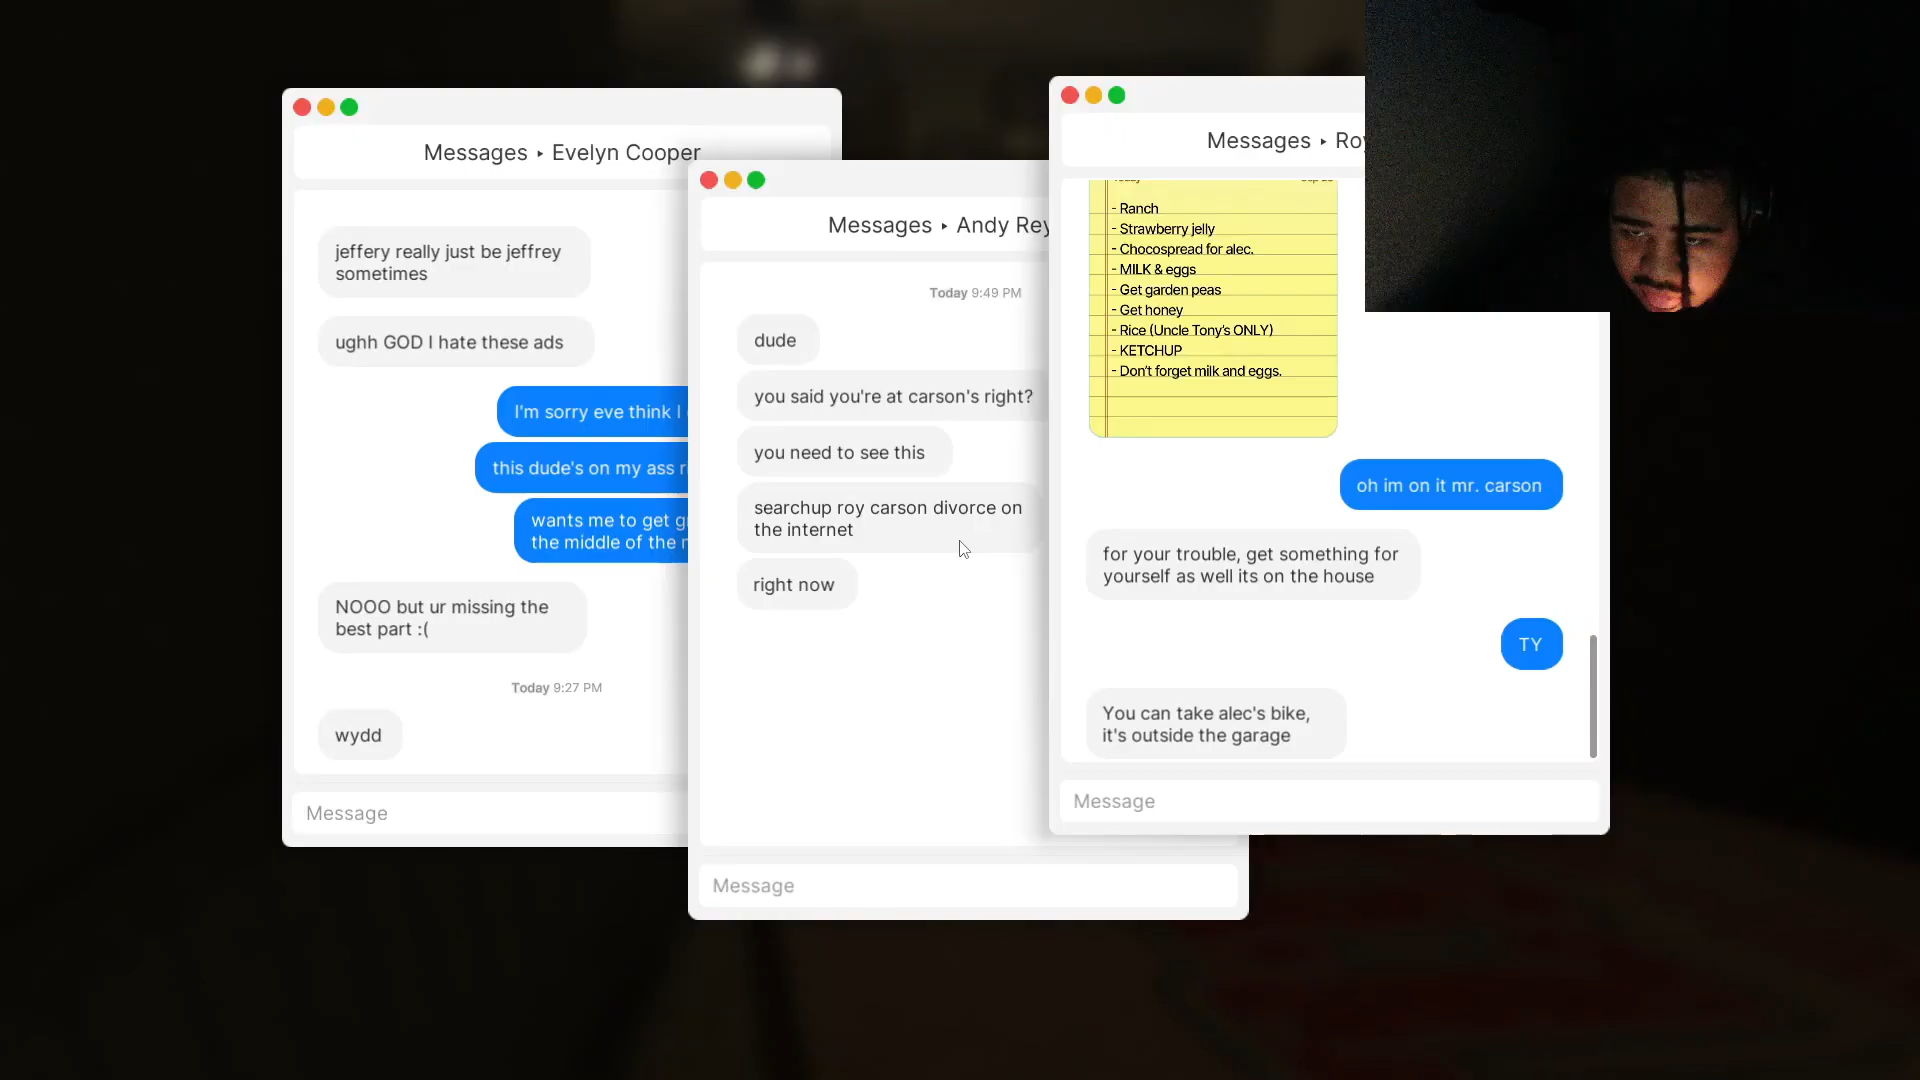 Messages ‣ Evelyn Cooper
jeffery really just be jeffrey
sometimes
ughh GOD I hate these ads
I'm sorry eve think I
this dude's on my ass
wants me to get
the middle of the
NOOO but ur missing the
best part :(
Today 9:27 PM
wydd
Message
Messages ‣ Andy Rey
Today 9:49 PM
dude
you said you're at carson's right?
you need to see this
searchup roy carson divorce on
the internet
right now
Message
Messages ‣ Roy
- Ranch
- Strawberry jelly
- Chocospread for alec.
- MILK & eggs
- Get garden peas
- Get honey
- Rice (Uncle Tony's ONLY)
- KETCHUP
- Don't forget milk and eggs.
oh im on it mr. carson
for your trouble, get something for
yourself as well its on the house
TY
You can take alec's bike,
it's outside the garage
Message